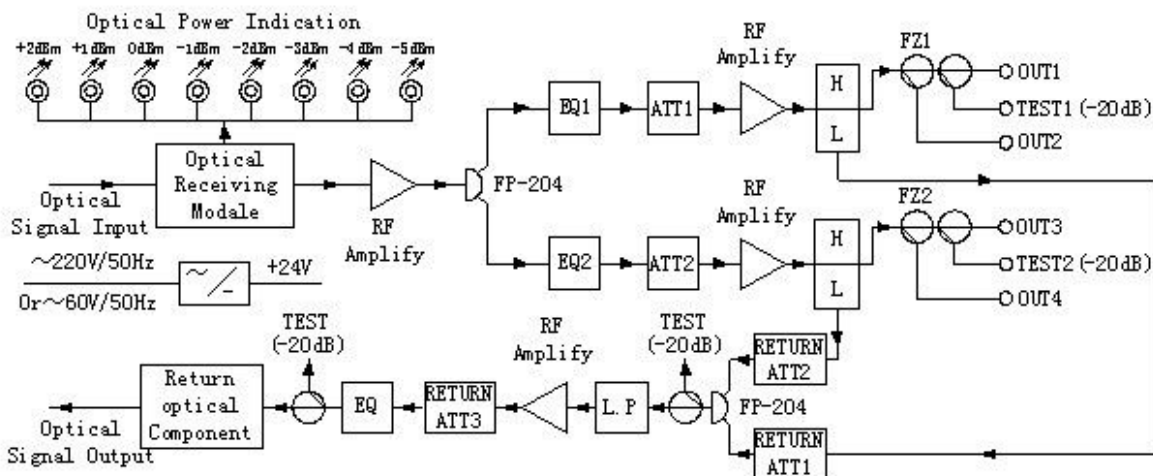 Optical Power Indication
+2dBm +1dBm 0dBm -1dBm -2dBm -3dBm -4dBm -5dBm
RF
Amplify
FZ1
H
L
OUT1
TEST1(-20dB)
OUT2
EQ1
ATT1
Optical
Receiving
Modale
Optical
Signal Input
RF
Amplify
FP-204
RF
Amplify
FZ2
H
L
OUT3
TEST2(-20dB)
OUT4
EQ2
ATT2
~220V/50Hz
Or~60V/50Hz
~/-
+24V
TEST
(-20dB)
RF
Amplify
TEST
(-20dB)
RETURN
ATT2
Return
optical
Component
EQ
RETURN
ATT3
L.P
FP-204
RETURN
ATT1
Optical
Signal Output